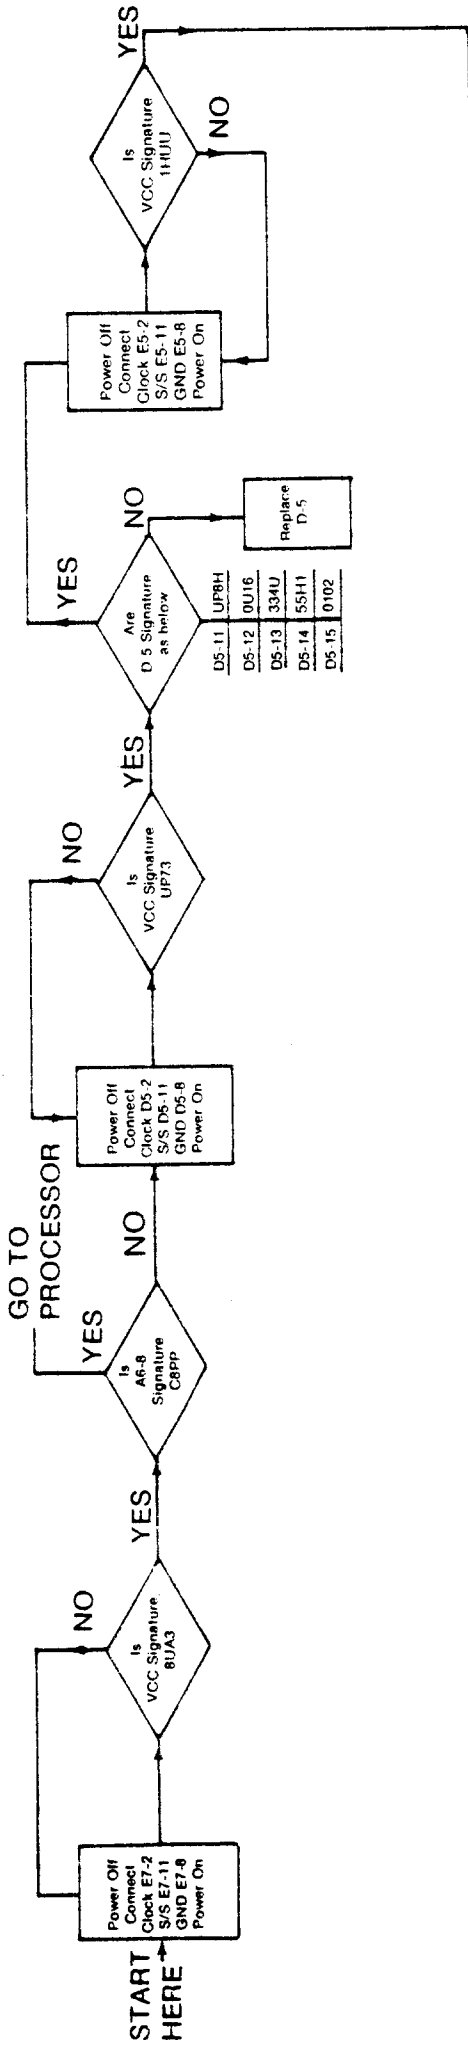 START
HERE
Power Off
Connect
Clock E7-2
S/S E7-11
GND E7-8
Power On
NO
Is
VCC Signature
8UA3
YES
Is
A6-8
Signature
C8PP
YES
GO TO
PROCESSOR
NO
Power Off
Connect
Clock D5-2
S/S D5-11
GND D5-8
Power On
NO
Is
VCC Signature
UP73
YES
Are
D 5 Signature
as below
D5-11 UP8H
D5-12 0U16
D5-13 334U
D5-14 55H1
D5-15 0102
NO
Replace
D-5
YES
Power Off
Connect
Clock E5-2
S/S E5-11
GND E5-8
Power On
Is
VCC Signature
NO
YES